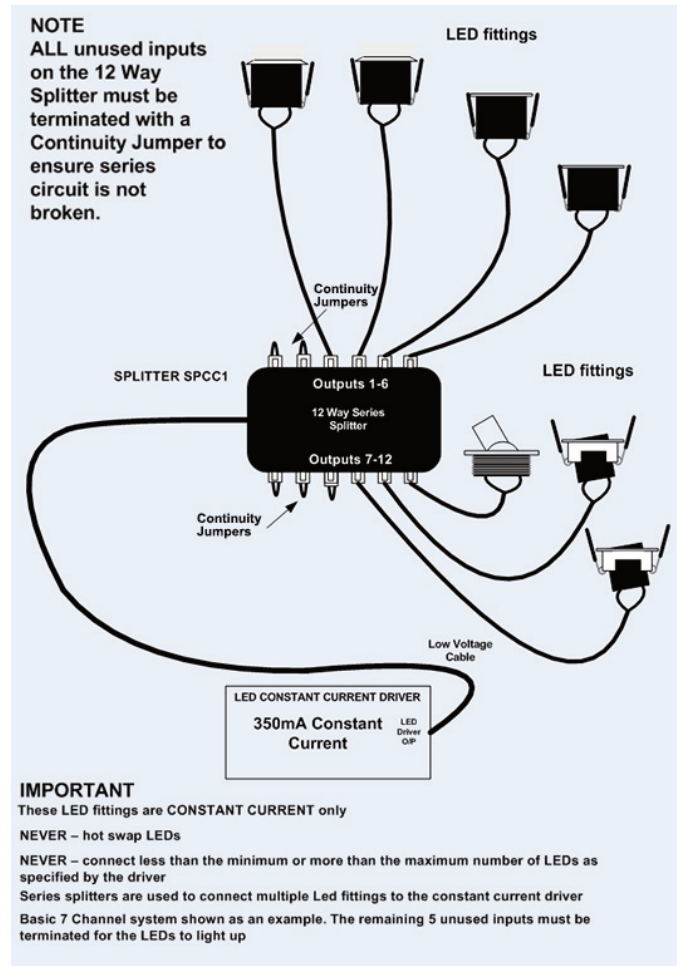 NOTE
ALL unused inputs
on the 12 Way
Splitter must be
terminated with a
Continuity Jumper to
ensure series
circuit is not
broken.
LED fittings
Continuity
Jumpers
SPLITTER SPCC1
Outputs 1-6
12 Way Series
Splitter
Outputs 7-12
LED fittings
Continuity
Jumpers
Low Voltage
Cable
LED CONSTANT CURRENT DRIVER
350mA Constant
Current
LED
Driver
O/P
IMPORTANT
These LED fittings are CONSTANT CURRENT only
NEVER – hot swap LEDs
NEVER – connect less than the minimum or more than the maximum number of LEDs as
specified by the driver
Series splitters are used to connect multiple Led fittings to the constant current driver
Basic 7 Channel system shown as an example. The remaining 5 unused inputs must be
terminated for the LEDs to light up